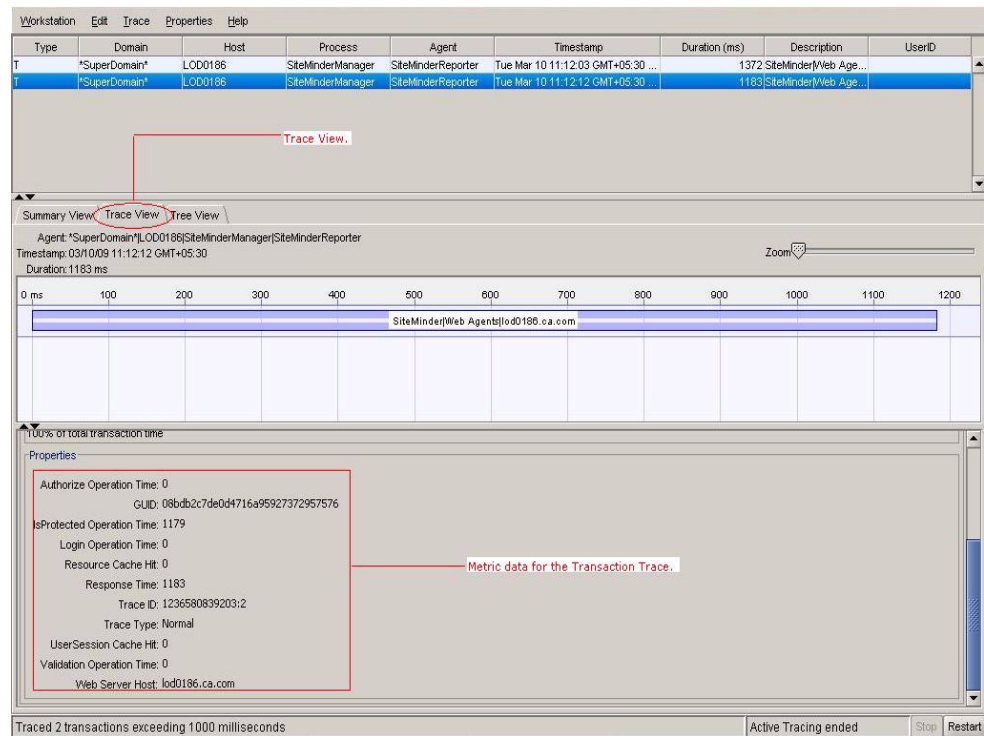 Workstation Edit Trace Properties Help
Type Domain Host Process Agent Timestamp Duration (ms) Description UserID
T *SuperDomain* LOD0186 SiteMinderManager SiteMinderReporter Tue Mar 10 11:12:03 GMT+05:30 ... 1372 SiteMinder|Web Age...
T *SuperDomain* LOD0186 SiteMinderManager SiteMinderReporter Tue Mar 10 11:12:12 GMT+05:30 ... 1183 SiteMinder|Web Age...
Trace View.
Summary View Trace View Tree View
Agent: *SuperDomain*|LOD0186|SiteMinderManager|SiteMinderReporter
Timestamp: 03/10/09 11:12:12 GMT+05:30
Zoom
Duration: 1183 ms
0 ms 100 200 300 400 500 600 700 800 900 1000 1100 1200
SiteMinder|Web Agents|lod0186.ca.com
100% of total transaction time
Properties
Authorize Operation Time: 0
GUID: 08bdb2c7de0d4716a95927372957576
IsProtected Operation Time: 1179
Login Operation Time: 0
Resource Cache Hit: 0
Metric data for the Transaction Trace.
Response Time: 1183
Trace ID: 1236580839203:2
Trace Type: Normal
UserSession Cache Hit: 0
Validation Operation Time: 0
Web Server Host: lod0186.ca.com
Traced 2 transactions exceeding 1000 milliseconds Active Tracing ended Stop Restart